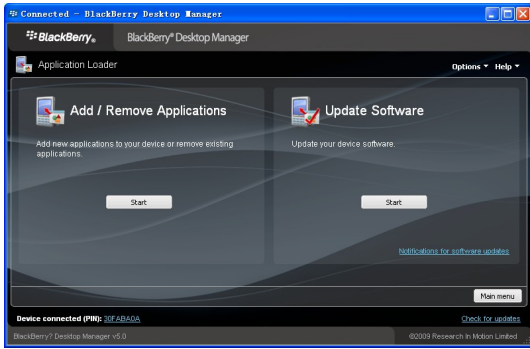 Connected - BlackBerry Desktop Manager
BlackBerry® BlackBerry® Desktop Manager
Application Loader Options Help
Add / Remove Applications
Add new applications to your device or remove existing
applications.
Start
Update Software
Update your device software.
Start
Notifications for software updates
Main menu
Device connected (PIN): 30FABA0A Check for updates
BlackBerry? Desktop Manager v5.0 ©2009 Research In Motion Limited